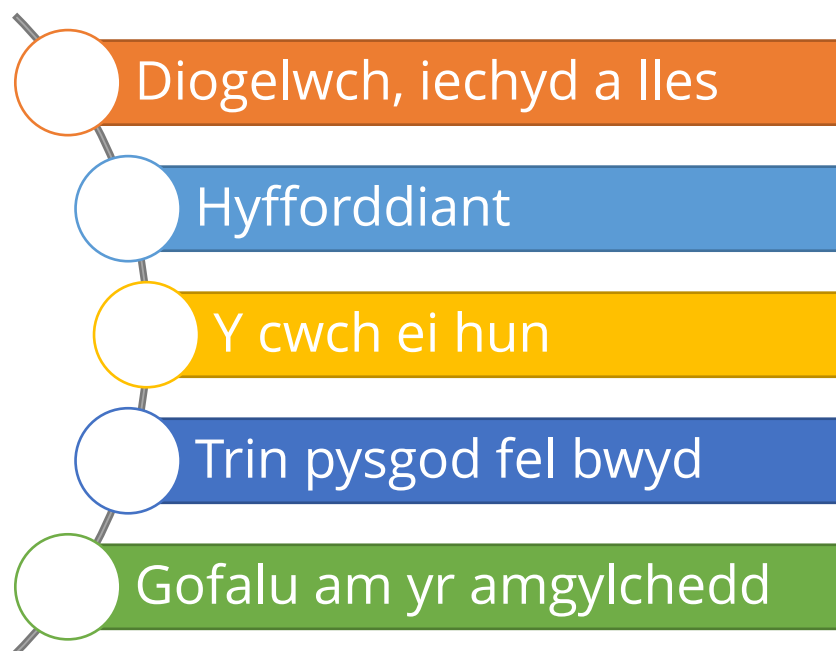 Diogelwch, iechyd a lles
Hyfforddiant
Y cwch ei hun
Trin pysgod fel bwyd
Gofalu am yr amgylchedd